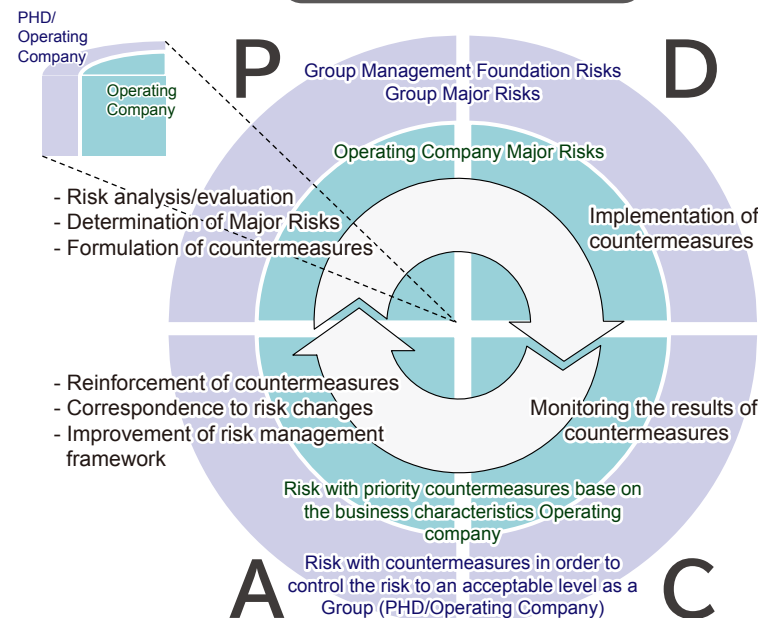 PHD/
Operating
Company
Operating
Company
P
D
Group Management Foundation Risks
Group Major Risks
Operating Company Major Risks
- Risk analysis/evaluation
- Determination of Major Risks
- Formulation of countermeasures
Implementation of
countermeasures
- Reinforcement of countermeasures
- Correspondence to risk changes
- Improvement of risk management
framework
Monitoring the results of
countermeasures
Risk with priority countermeasures base on
the business characteristics Operating
company
A
C
Risk with countermeasures in order to
control the risk to an acceptable level as a
Group (PHD/Operating Company)